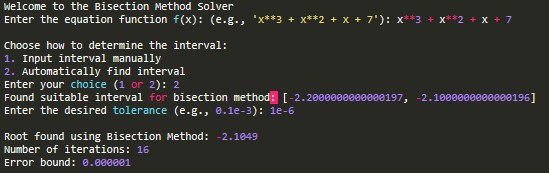 Welcome to the Bisection Method Solver
Enter the equation function f(x): (e.g., 'x**3 + x**2 + x + 7'): x**3 + x**2 + x + 7
Choose how to determine the interval:
1. Input interval manually
2. Automatically find interval
Enter your choice (1 or 2): 2
Found suitable interval for bisection method: [-2.2000000000000197, -2.1000000000000196]
Enter the desired tolerance (e.g., 0.1e-3): 1e-6
Root found using Bisection Method: -2.1049
Number of iterations: 16
Error bound: 0.000001